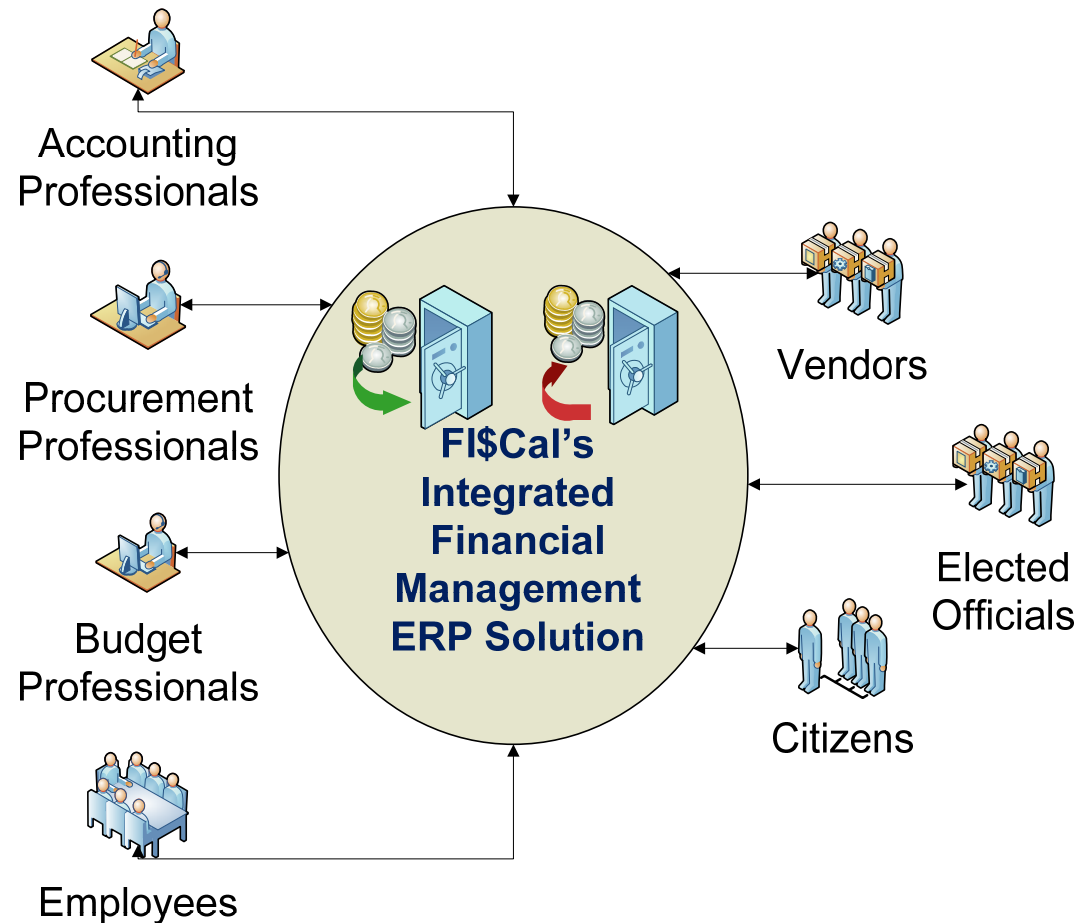 Accounting
Professionals
Procurement
Professionals
Budget
Professionals
Employees
FI$Cal’s
Integrated
Financial
Management
ERP Solution
Vendors
Elected
Officials
Citizens